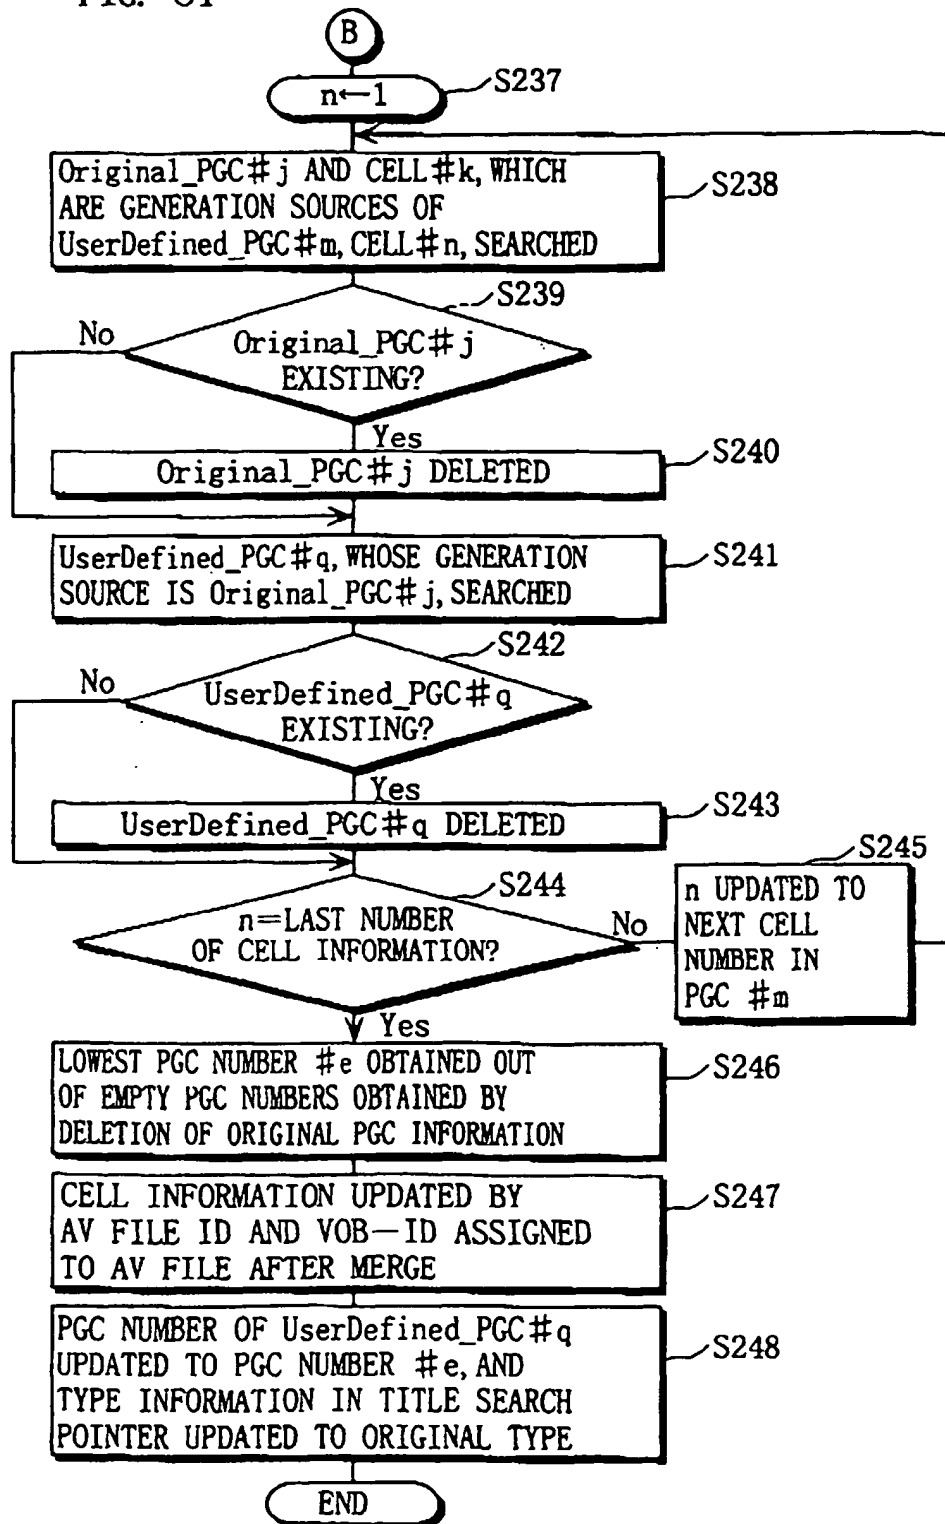 B
n←1
S237
Original_PGC#j AND CELL#k, WHICH
ARE GENERATION SOURCES OF
UserDefined_PGC#m, CELL#n, SEARCHED
S238
S239
No
Original_PGC#j
EXISTING?
Yes
Original_PGC#j DELETED
S240
UserDefined_PGC#q, WHOSE GENERATION
SOURCE IS Original_PGC#j, SEARCHED
S241
S242
No
UserDefined_PGC#q
EXISTING?
Yes
UserDefined_PGC#q DELETED
S243
S244
n=LAST NUMBER
OF CELL INFORMATION?
No
S245
n UPDATED TO
NEXT CELL
NUMBER IN
PGC #m
Yes
LOWEST PGC NUMBER #e OBTAINED OUT
OF EMPTY PGC NUMBERS OBTAINED BY
DELETION OF ORIGINAL PGC INFORMATION
S246
CELL INFORMATION UPDATED BY
AV FILE ID AND VOB-ID ASSIGNED
TO AV FILE AFTER MERGE
S247
PGC NUMBER OF UserDefined_PGC#q
UPDATED TO PGC NUMBER #e, AND
TYPE INFORMATION IN TITLE SEARCH
POINTER UPDATED TO ORIGINAL TYPE
S248
END